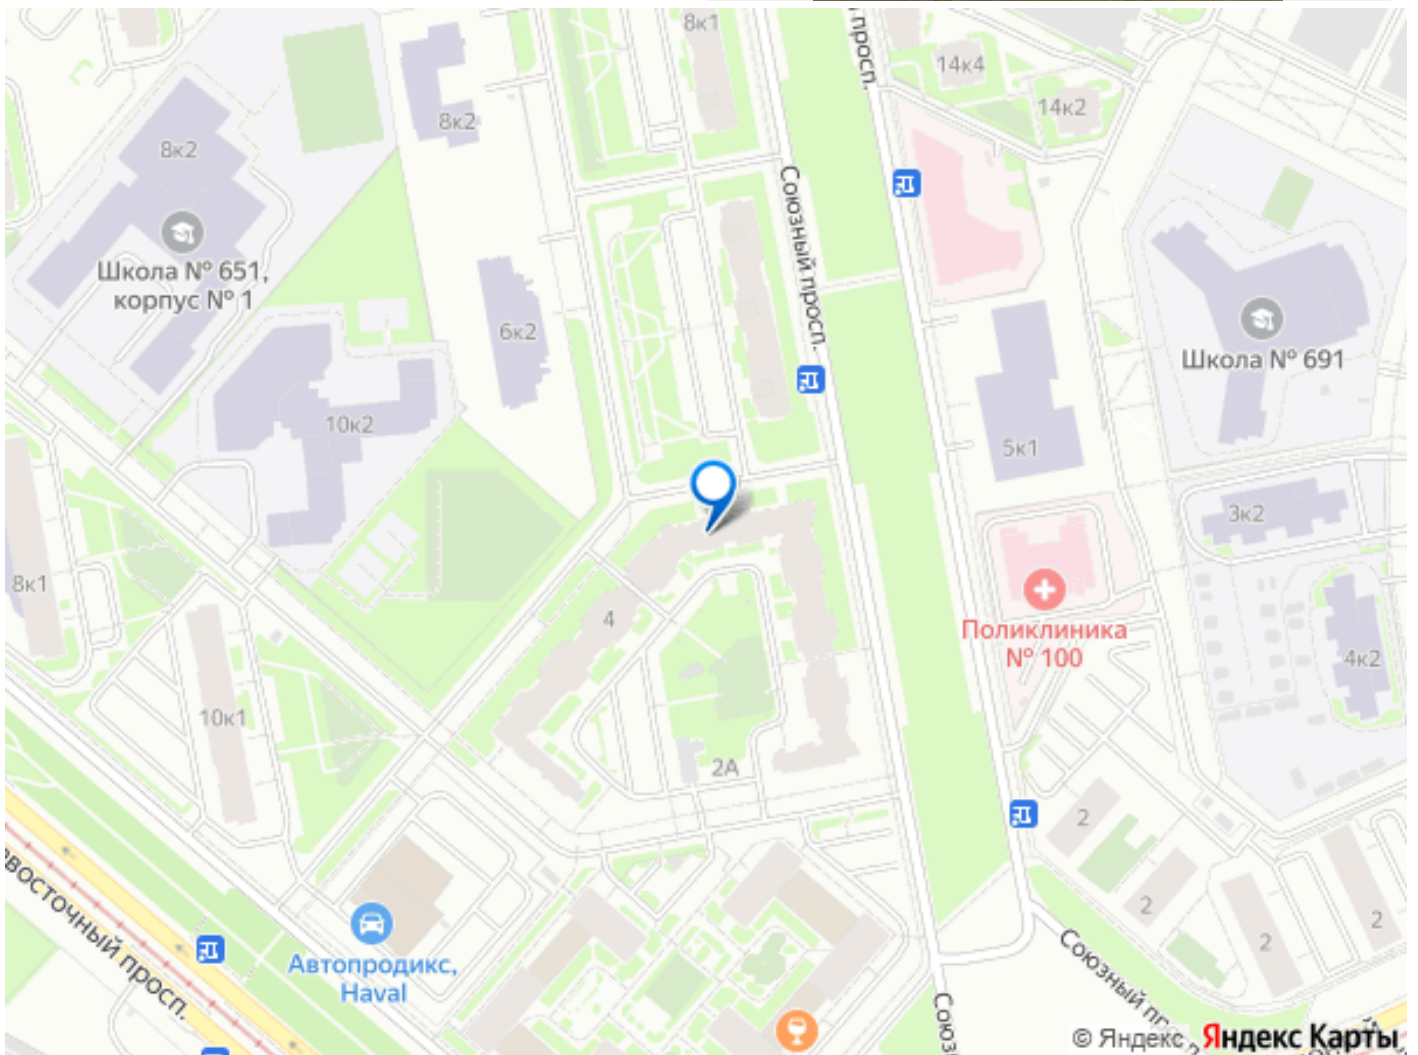 8к1
й просп.
14к4
14к2
8к2
8к2
Союзный просп.
Школа № 651,
корпус № 1
6к2
Школа № 691
10к2
5к1
3к2
8к1
4
Поликлиника
№ 100
4к2
10к1
2А
2
2
2
2
восточный просп.
Автопродикс,
Haval
Союзный пр
Союз
© Яндекс Яндекс Карты